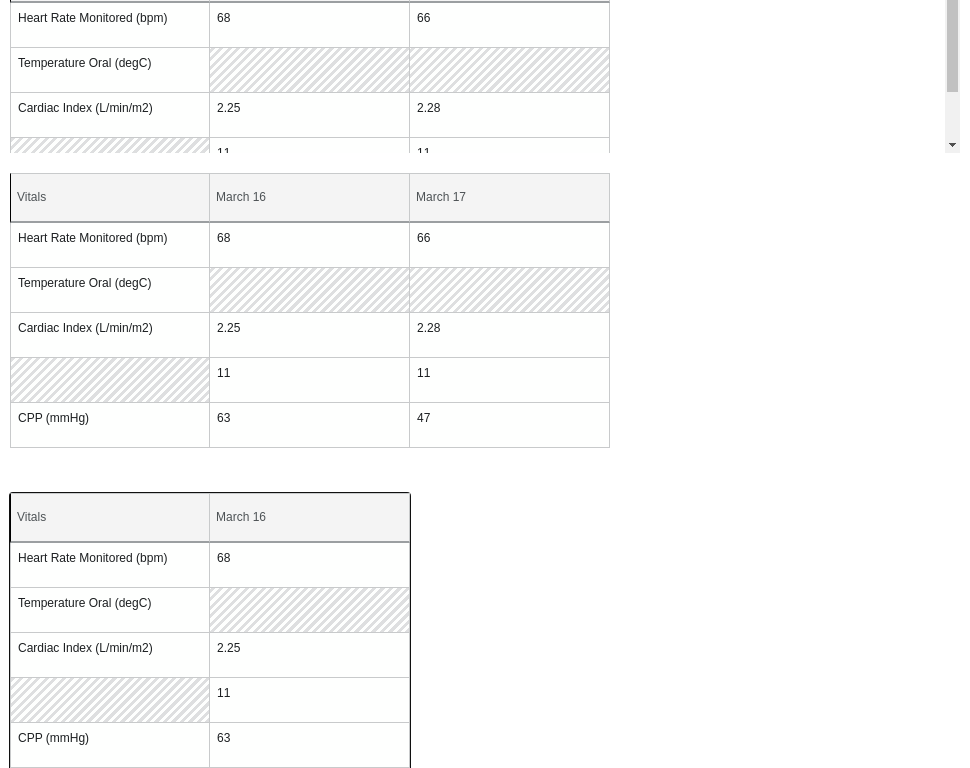 Heart Rate Monitored (bpm) 68 66
Temperature Oral (degC)
Cardiac Index (L/min/m2) 2.25 2.28
11 11
Vitals March 16 March 17
Heart Rate Monitored (bpm) 68 66
Temperature Oral (degC)
Cardiac Index (L/min/m2) 2.25 2.28
11 11
CPP (mmHg) 63 47
Vitals March 16
Heart Rate Monitored (bpm) 68
Temperature Oral (degC)
Cardiac Index (L/min/m2) 2.25
11
CPP (mmHg) 63